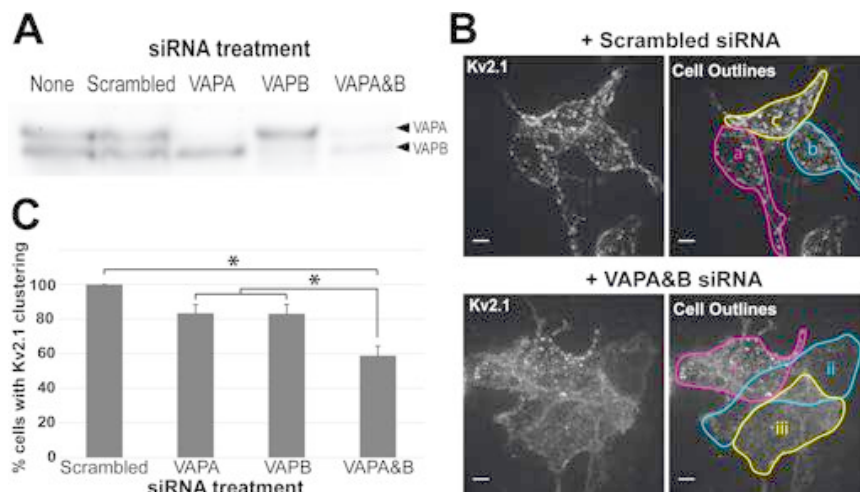 A
siRNA treatment
None Scrambled VAPA VAPB VAPA&B
VAPA
VAPB
B
+ Scrambled siRNA
Kv2.1
Cell Outlines
c
a
b
+ VAPA&B siRNA
Kv2.1
Cell Outlines
ii
iii
C
% cells with Kv2.1 clustering
100
80
60
40
20
0
*
*
Scrambled VAPA VAPB VAPA&B
siRNA treatment